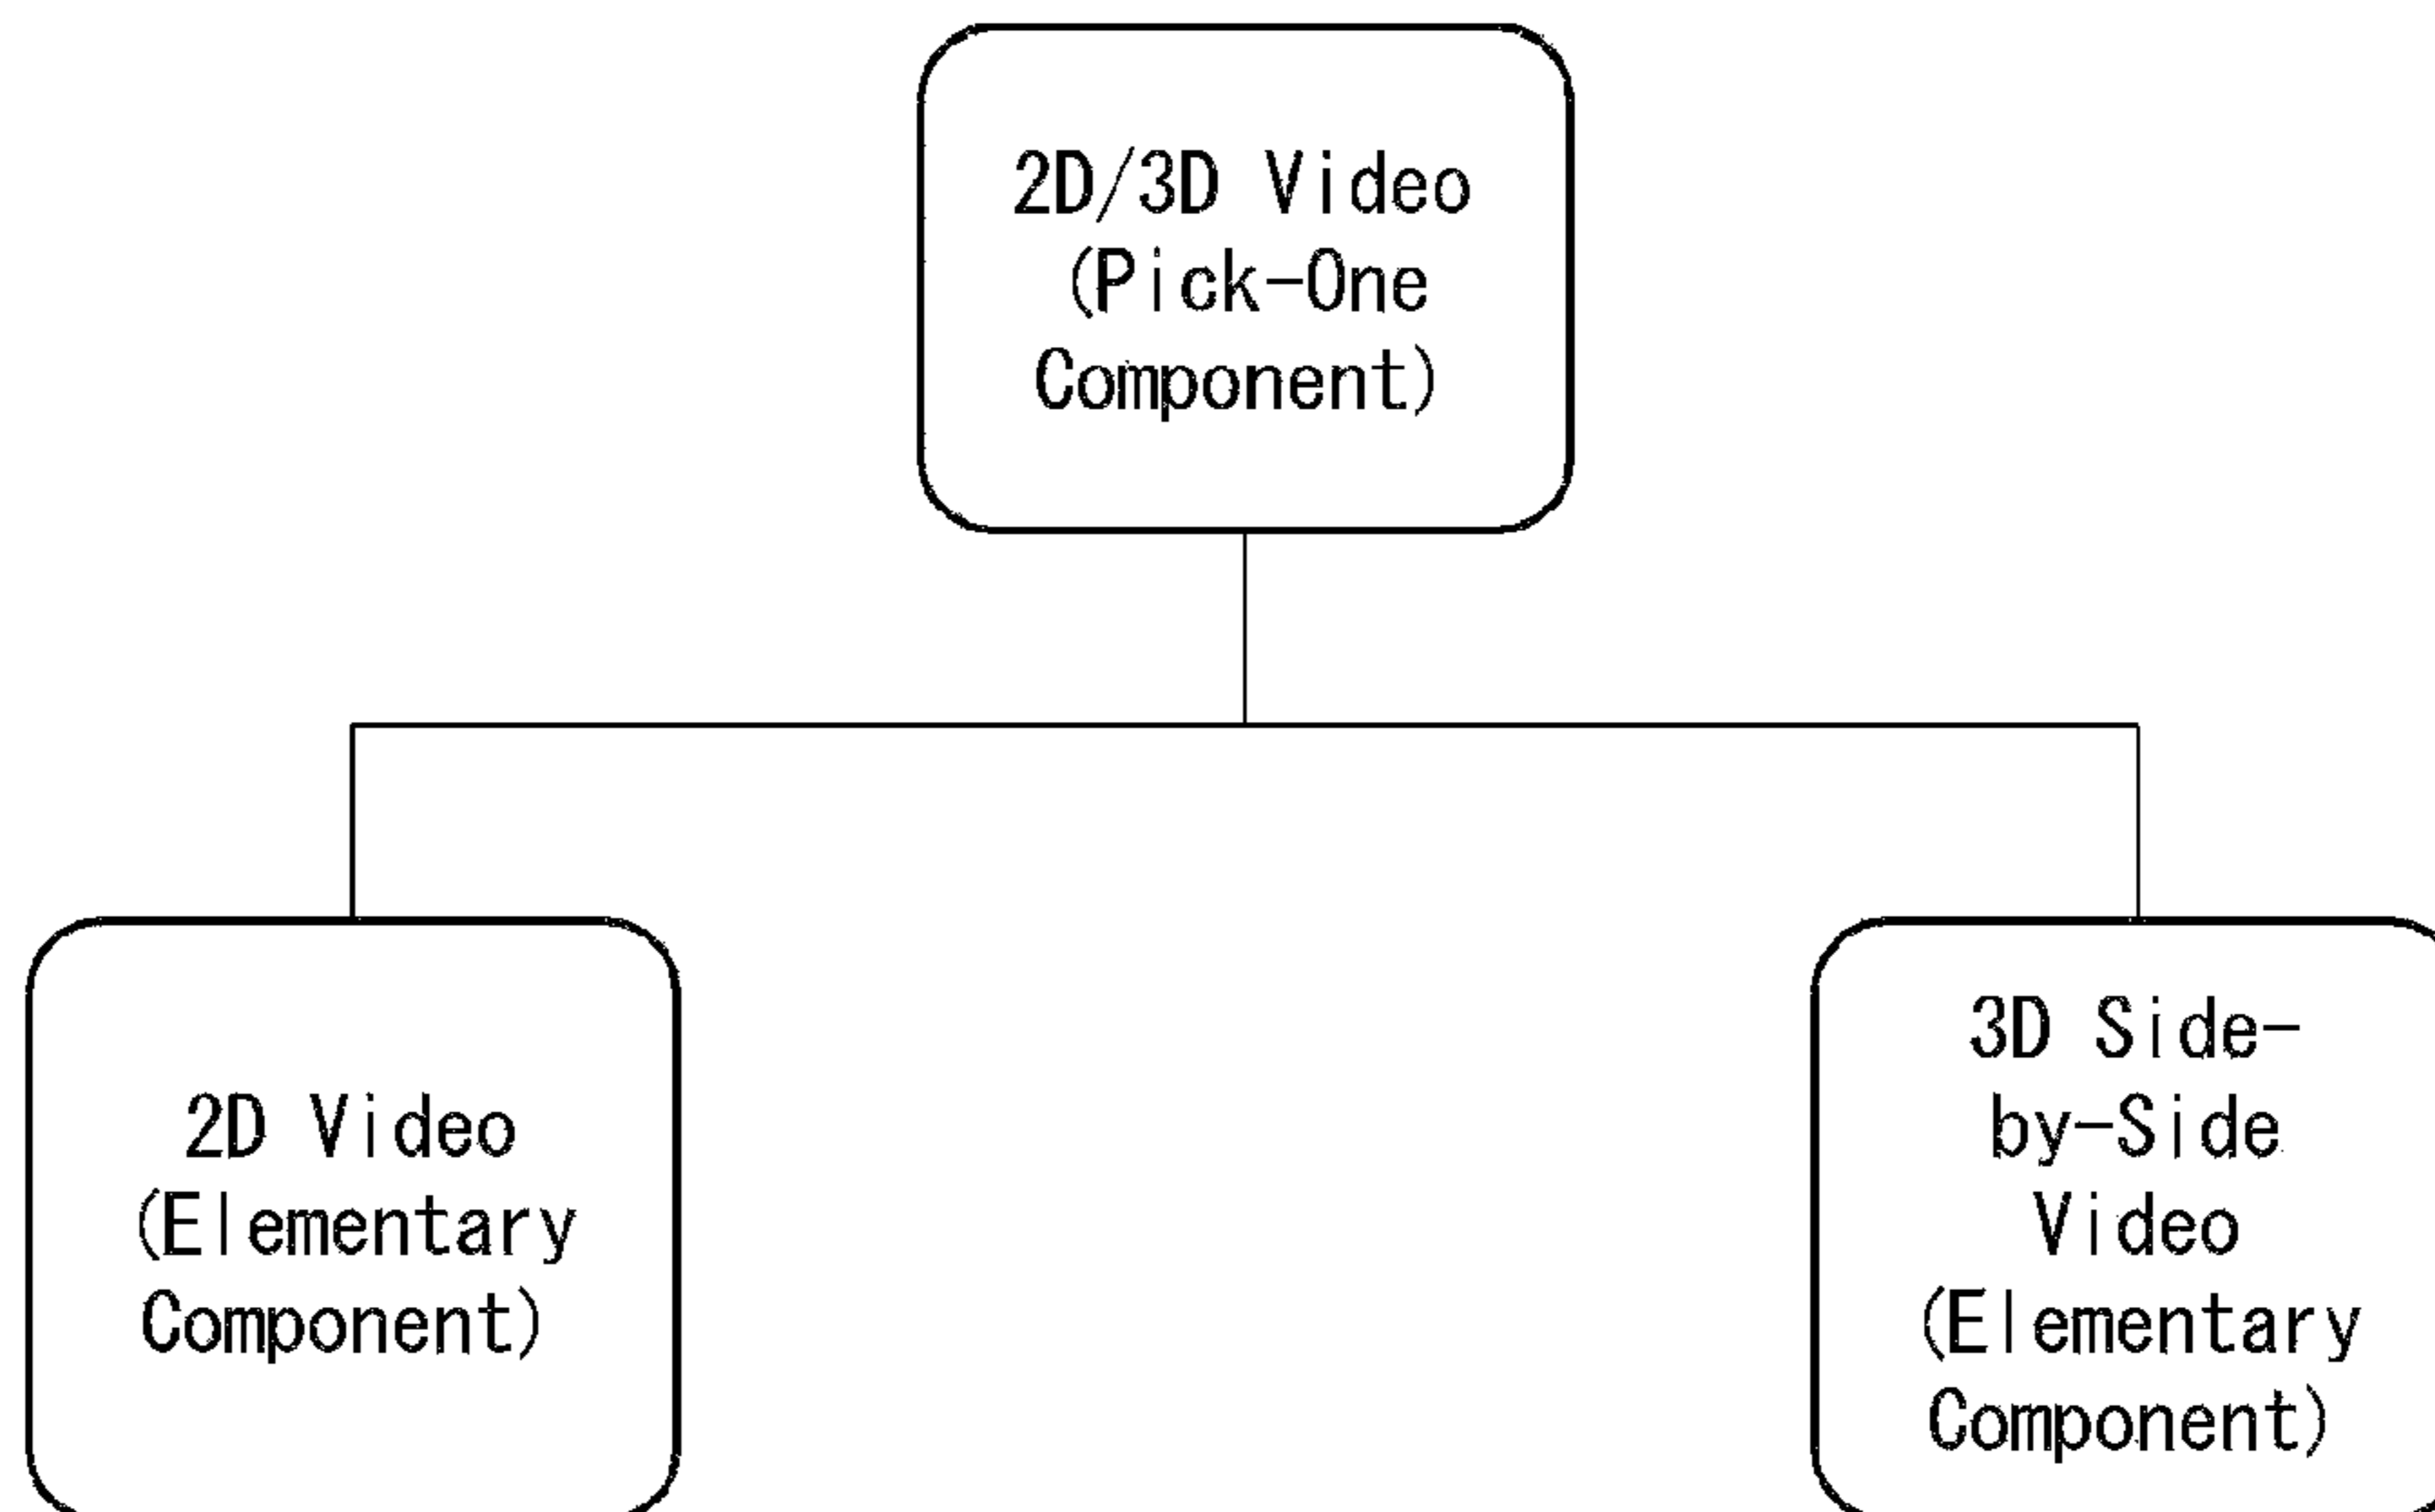 2D/3D Video
(Pick-One
Component)
2D Video
(Elementary
Component)
3D Side-
by-Side
Video
(Elementary
Component)